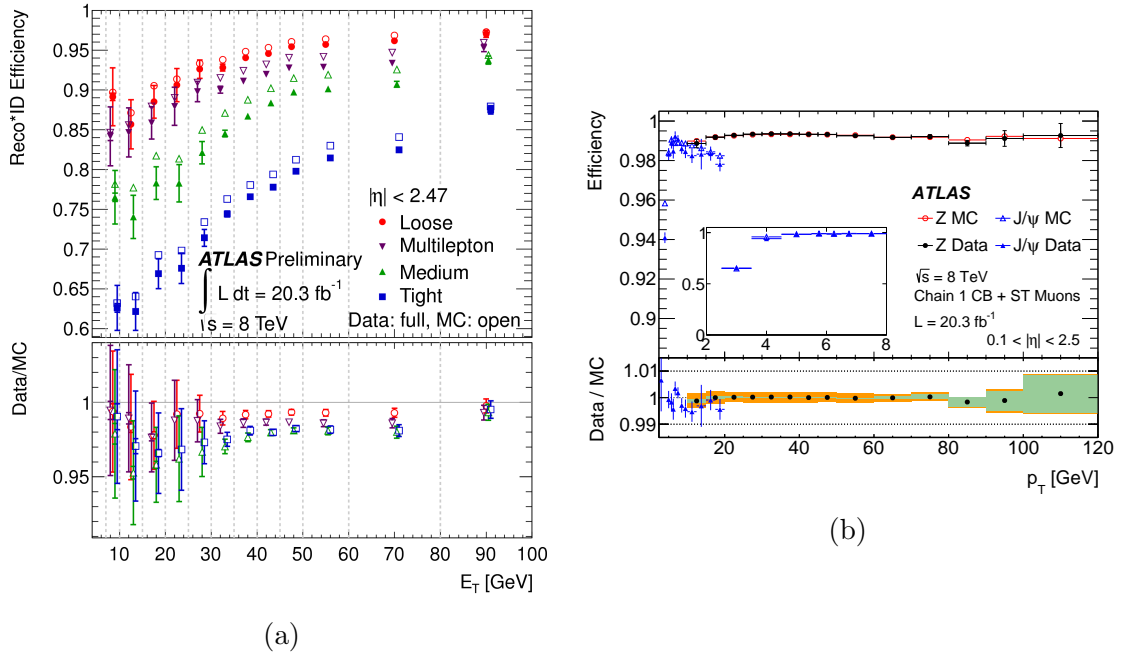 Reco*ID Efficiency
1
0.95
0.9
0.85
0.8
0.75
0.7
0.65
0.6
|η| < 2.47
Loose
Multilepton
Medium
Tight
ATLAS Preliminary
∫ L dt = 20.3 fb⁻¹
√s = 8 TeV
Data: full, MC: open
Data/MC
1
0.95
10 20 30 40 50 60 70 80 90 100
E_T [GeV]
(a)
Efficiency
1
0.98
0.96
0.94
0.92
0.9
ATLAS
Z MC
J/ψ MC
Z Data
J/ψ Data
1
0.5
0
2 4 6 8
√s = 8 TeV
Chain 1 CB + ST Muons
L = 20.3 fb⁻¹
0.1 < |η| < 2.5
Data / MC
1.01
1
0.99
20 40 60 80 100 120
p_T [GeV]
(b)